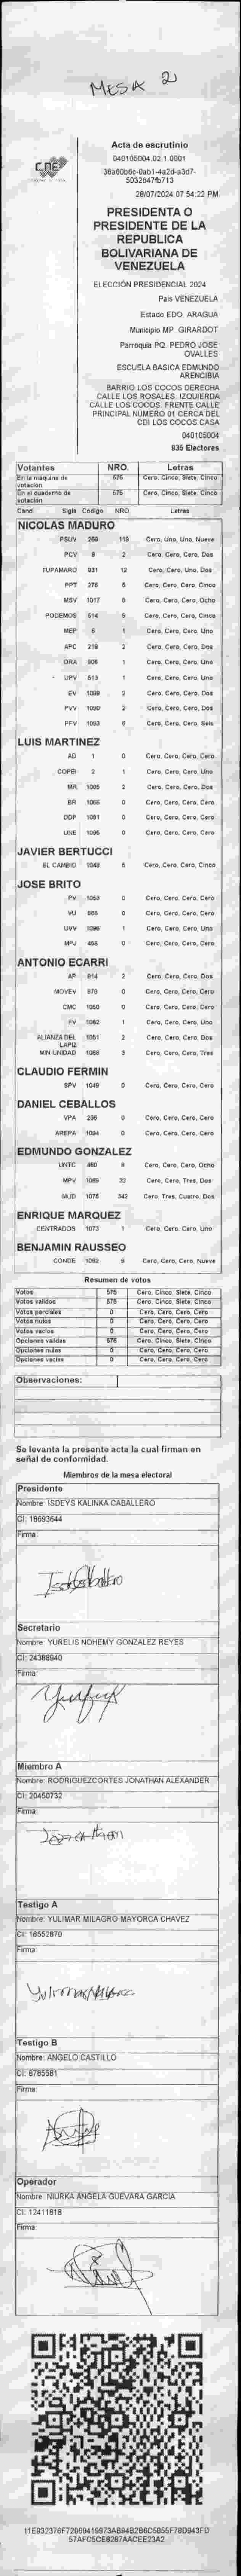 MESA 2
CNE
Acta de escrutinio
040105004.02.1.0001
5032647fb713
28/07/2024 07:54:22 PM
PRESIDENTA O
PRESIDENTE DE LA
REPUBLICA
BOLIVARIANA DE
VENEZUELA
ELECCIÓN PRESIDENCIAL 2024
País VENEZUELA
Estado EDO. ARAGUA
Municipio MP. GIRARDOT
Parroquia PQ. PEDRO JOSE
OVALLES
ESCUELA BASICA EDMUNDO
ARENCIBIA
BARRIO LOS COCOS DERECHA
CALLE LOS ROSALES. IZQUIERDA
CALLE LOS COCOS. FRENTE CALLE
PRINCIPAL NUMERO 01 CERCA DEL
CDI LOS COCOS CASA
040105004
935 Electores
Votantes NRO. Letras
En la máquina de votación 575 Cero, Cinco, Siete, Cinco
En el cuaderno de votación 575 Cero, Cinco, Siete, Cinco
Cand Sigla Código NRO. Letras
NICOLAS MADURO
PSUV 119 Cero, Uno, Uno, Nueve
PCV 2 Cero, Cero, Cero, Dos
TUPAMARO 931 12 Cero, Cero, Uno, Dos
PPT 5 Cero, Cero, Cero, Cinco
MSV 1017 8 Cero, Cero, Cero, Ocho
PODEMOS 514 5 Cero, Cero, Cero, Cinco
MEP 1 Cero, Cero, Cero, Uno
APC 219 2 Cero, Cero, Cero, Dos
ORA 1 Cero, Cero, Cero, Uno
UPV 513 1 Cero, Cero, Cero, Uno
EV 1089 2 Cero, Cero, Cero, Dos
PVV 1090 2 Cero, Cero, Cero, Dos
PFV 1093 6 Cero, Cero, Cero, Seis
LUIS MARTINEZ
AD 1 0 Cero, Cero, Cero, Cero
COPEI 2 1 Cero, Cero, Cero, Uno
MR 1005 2 Cero, Cero, Cero, Dos
BR 1066 0 Cero, Cero, Cero, Cero
DDP 1091 0 Cero, Cero, Cero, Cero
UNE 1095 0 Cero, Cero, Cero, Cero
JAVIER BERTUCCI
EL CAMBIO 1048 5 Cero, Cero, Cero, Cinco
JOSE BRITO
PV 1053 0 Cero, Cero, Cero, Cero
VU 0 Cero, Cero, Cero, Cero
UVV 1096 1 Cero, Cero, Cero, Uno
MPJ 0 Cero, Cero, Cero, Cero
ANTONIO ECARRI
AP 914 2 Cero, Cero, Cero, Dos
MOVEV 979 0 Cero, Cero, Cero, Cero
CMC 1050 0 Cero, Cero, Cero, Cero
FV 1062 1 Cero, Cero, Cero, Uno
ALIANZA DEL LAPIZ 1051 2 Cero, Cero, Cero, Dos
MIN UNIDAD 1068 3 Cero, Cero, Cero, Tres
CLAUDIO FERMIN
SPV 1049 0 Cero, Cero, Cero, Cero
DANIEL CEBALLOS
VPA 236 0 Cero, Cero, Cero, Cero
AREPA 1094 0 Cero, Cero, Cero, Cero
EDMUNDO GONZALEZ
UNTC 8 Cero, Cero, Cero, Ocho
MPV 1089 32 Cero, Cero, Tres, Dos
MUD 1076 342 Cero, Tres, Cuatro, Dos
ENRIQUE MARQUEZ
CENTRADOS 1073 1 Cero, Cero, Cero, Uno
BENJAMIN RAUSSEO
CONDE 1092 9 Cero, Cero, Cero, Nueve
Resumen de votos
Votos 575 Cero, Cinco, Siete, Cinco
Votos validos 575 Cero, Cinco, Siete, Cinco
Votos parciales 0 Cero, Cero, Cero, Cero
Votos nulos 0 Cero, Cero, Cero, Cero
Votos vacios 0 Cero, Cero, Cero, Cero
Opciones validas 575 Cero, Cinco, Siete, Cinco
Opciones nulas 0 Cero, Cero, Cero, Cero
Opciones vacias 0 Cero, Cero, Cero, Cero
Observaciones:
Se levanta la presente acta la cual firman en
señal de conformidad.
Miembros de la mesa electoral
Presidente
Nombre: ISDEYS KALINKA CABALLERO
CI: 18693644
Firma:
Secretario
Nombre: YURELIS NOHEMY GONZALEZ REYES
CI: 24388940
Firma:
Miembro A
Nombre: RODRIGUEZCORTES JONATHAN ALEXANDER
CI: 20450732
Firma:
Testigo A
Nombre: YULIMAR MILAGRO MAYORCA CHAVEZ
CI: 16552870
Firma:
Testigo B
Nombre: ANGELO CASTILLO
CI: 8785581
Firma:
Operador
Nombre: NIURKA ANGELA GUEVARA GARCIA
CI: 12411818
Firma: